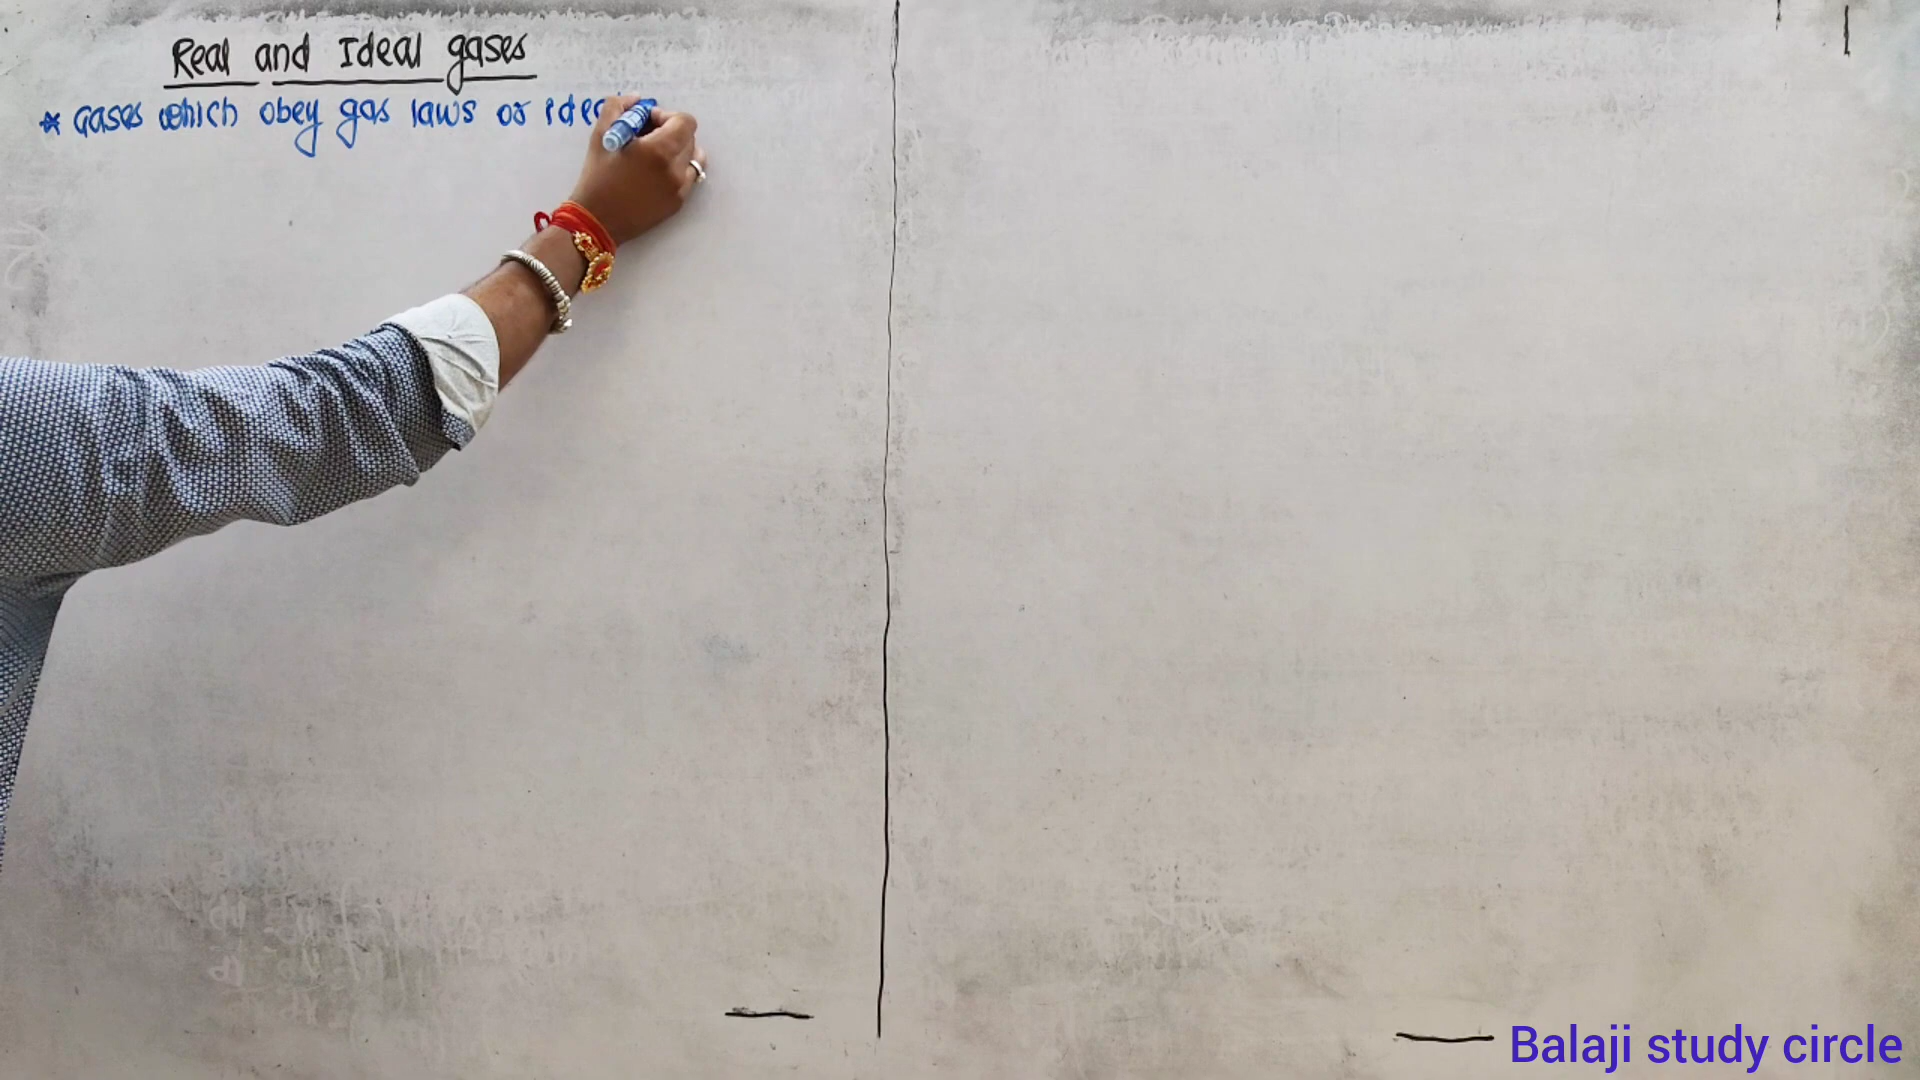 Real and Ideal gases
* Gases which obey gas laws or
Balaji study circle